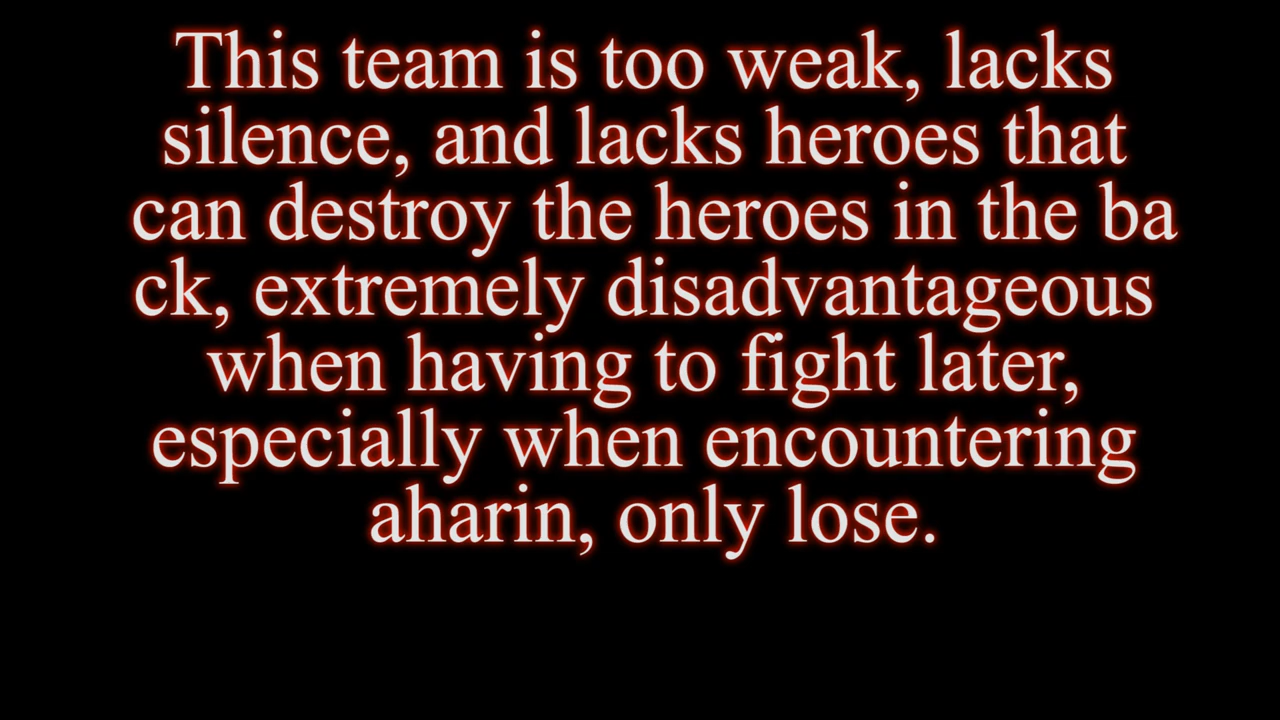 This team is too weak, lacks
silence, and lacks heroes that
can destroy the heroes in the ba
ck, extremely disadvantageous
when having to fight later,
especially when encountering
aharin, only lose.